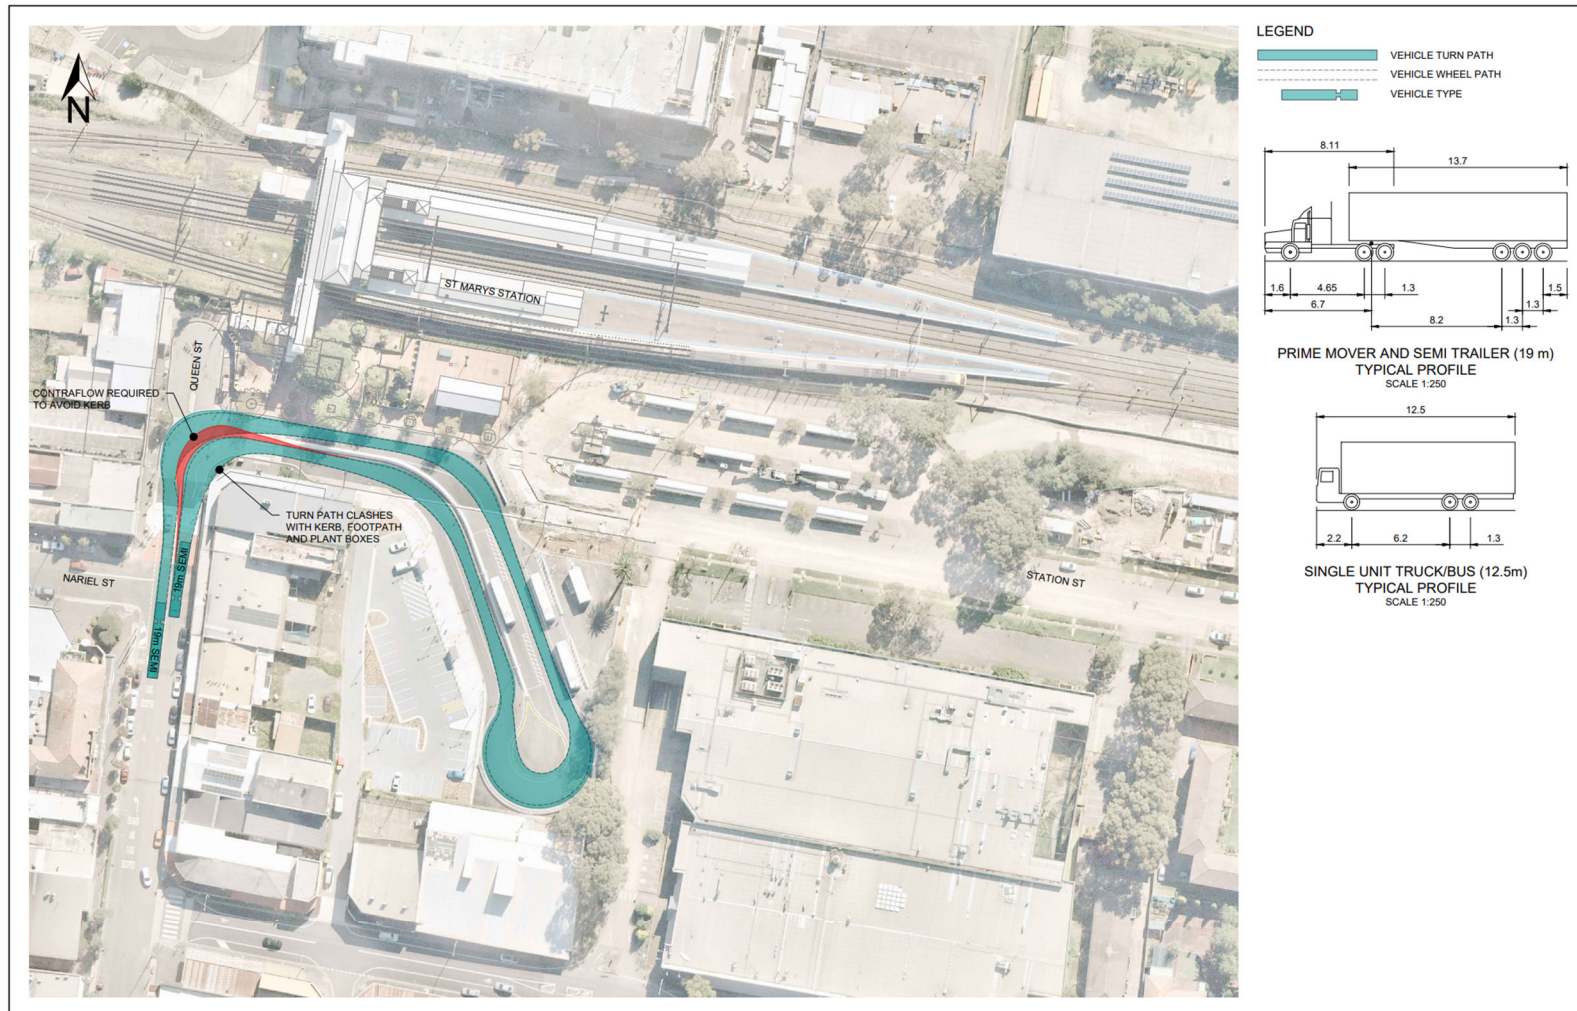 N
ST MARYS STATION
QUEEN ST
CONTRAFLOW REQUIRED
TO AVOID KERB
TURN PATH CLASHES
WITH KERB, FOOTPATH
AND PLANT BOXES
19m SEMI
NARIEL ST
19m SEMI
STATION ST
LEGEND
VEHICLE TURN PATH
VEHICLE WHEEL PATH
VEHICLE TYPE
8.11
13.7
1.6
4.65
1.3
1.5
6.7
1.3
8.2
1.3
PRIME MOVER AND SEMI TRAILER (19 m)
TYPICAL PROFILE
SCALE 1:250
12.5
2.2
6.2
1.3
SINGLE UNIT TRUCK/BUS (12.5m)
TYPICAL PROFILE
SCALE 1:250